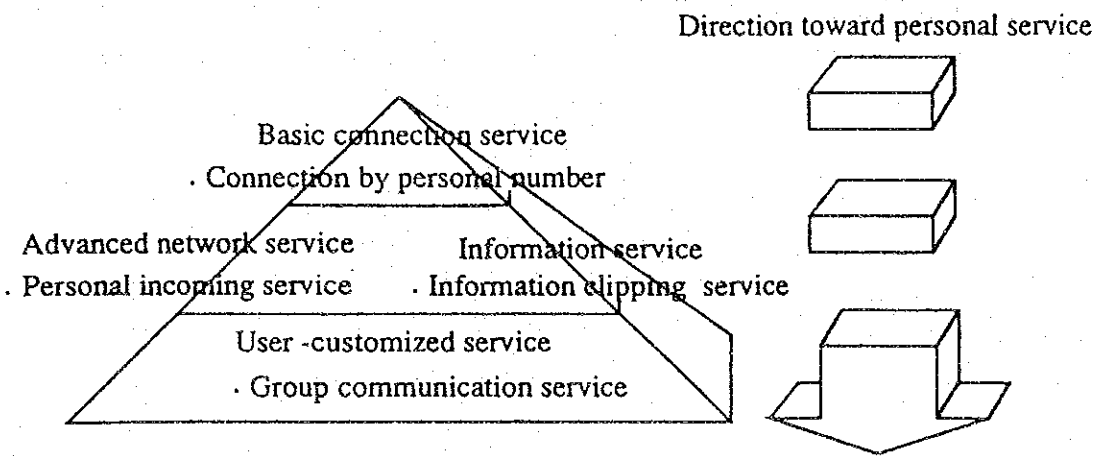 Direction toward personal service
Basic connection service
. Connection by personal number
Advanced network service
. Personal incoming service
Information service
. Information clipping service
User -customized service
. Group communication service